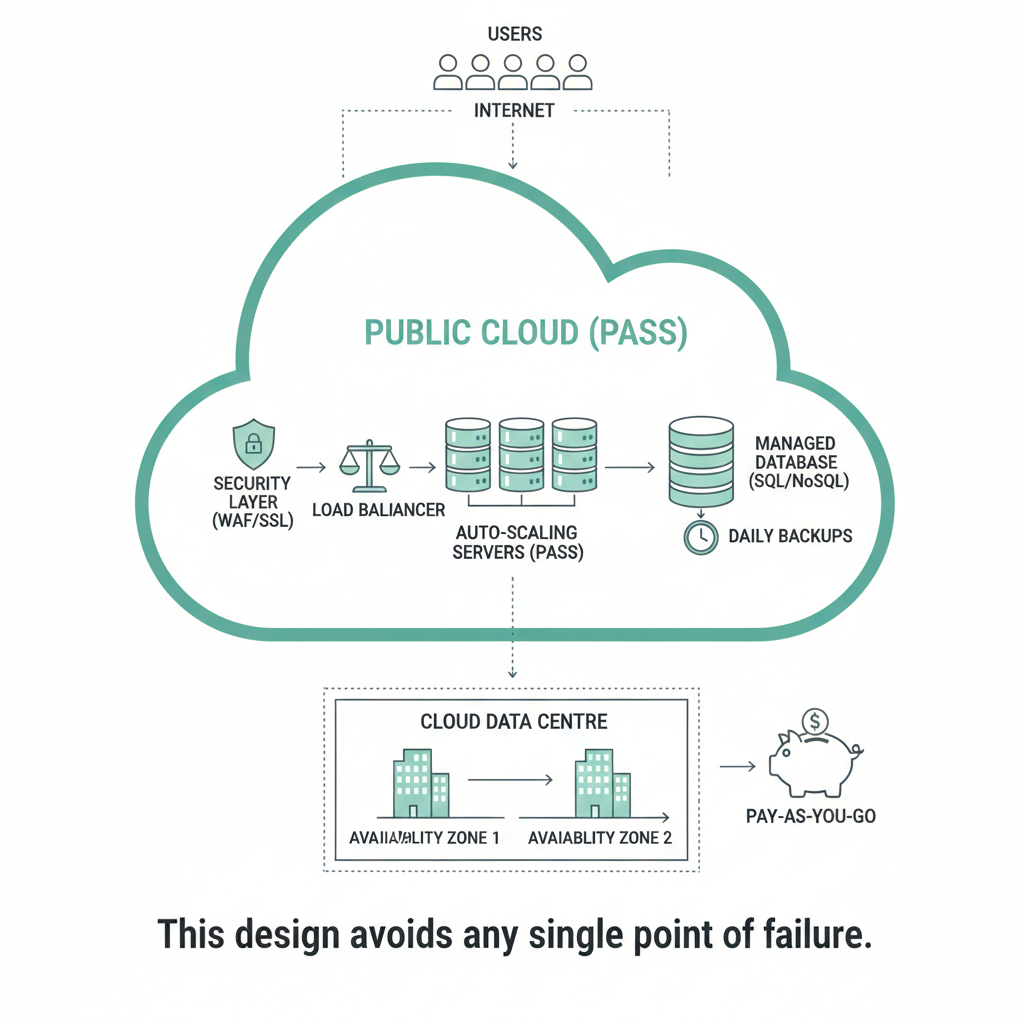 USERS
INTERNET
PUBLIC CLOUD (PASS)
SECURITY
LAYER
(WAF/SSL)
LOAD BALIANCER
AUTO-SCALING
SERVERS (PASS)
MANAGED
DATABASE
(SQL/NoSQL)
DAILY BACKUPS
CLOUD DATA CENTRE
ZONE 1
AVAIABLITY ZONE 2
$
PAY-AS-YOU-GO
This design avoids any single point of failure.